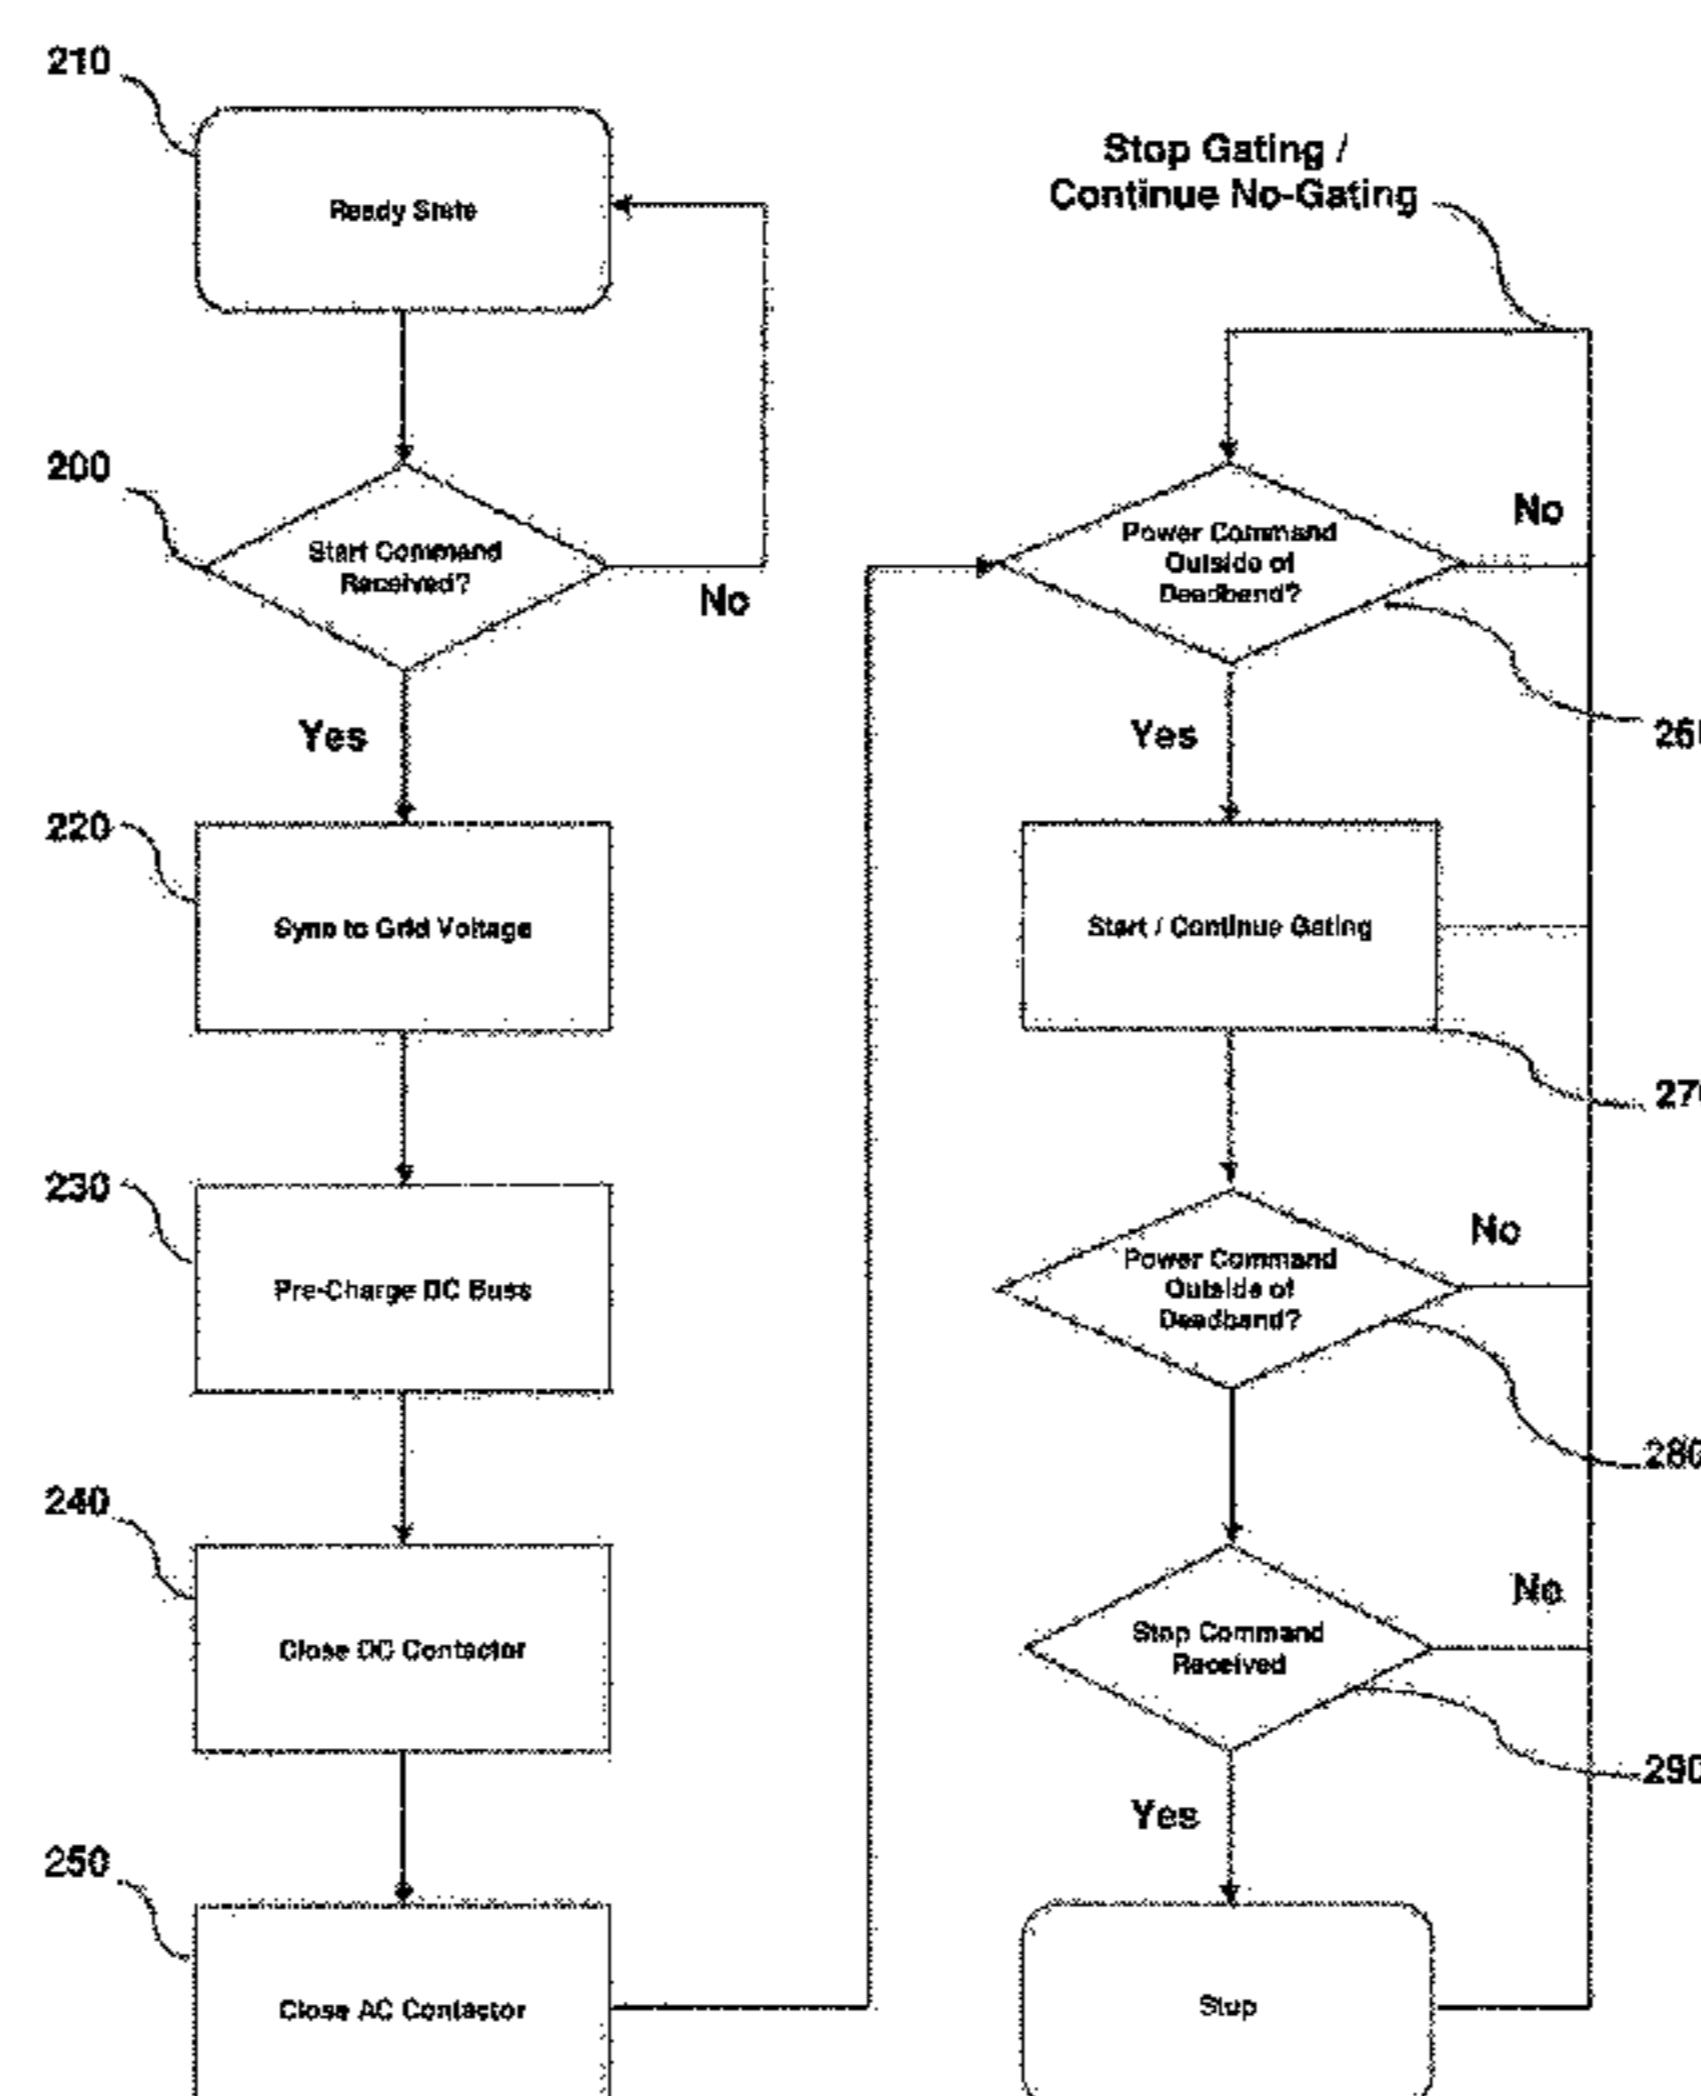 210
Ready State
200
Start Command
Received?
No
Yes
220
Sync to Grid Voltage
230
Pre-Charge DC Buss
240
Close DC Contactor
250
Close AC Contactor
Stop Gating /
Continue No-Gating
Power Command
Outside of
Deadband?
No
Yes
Start / Continue Gating
Power Command
Outside of
Deadband?
No
280
Stop Command
Received
No
290
Yes
Stop